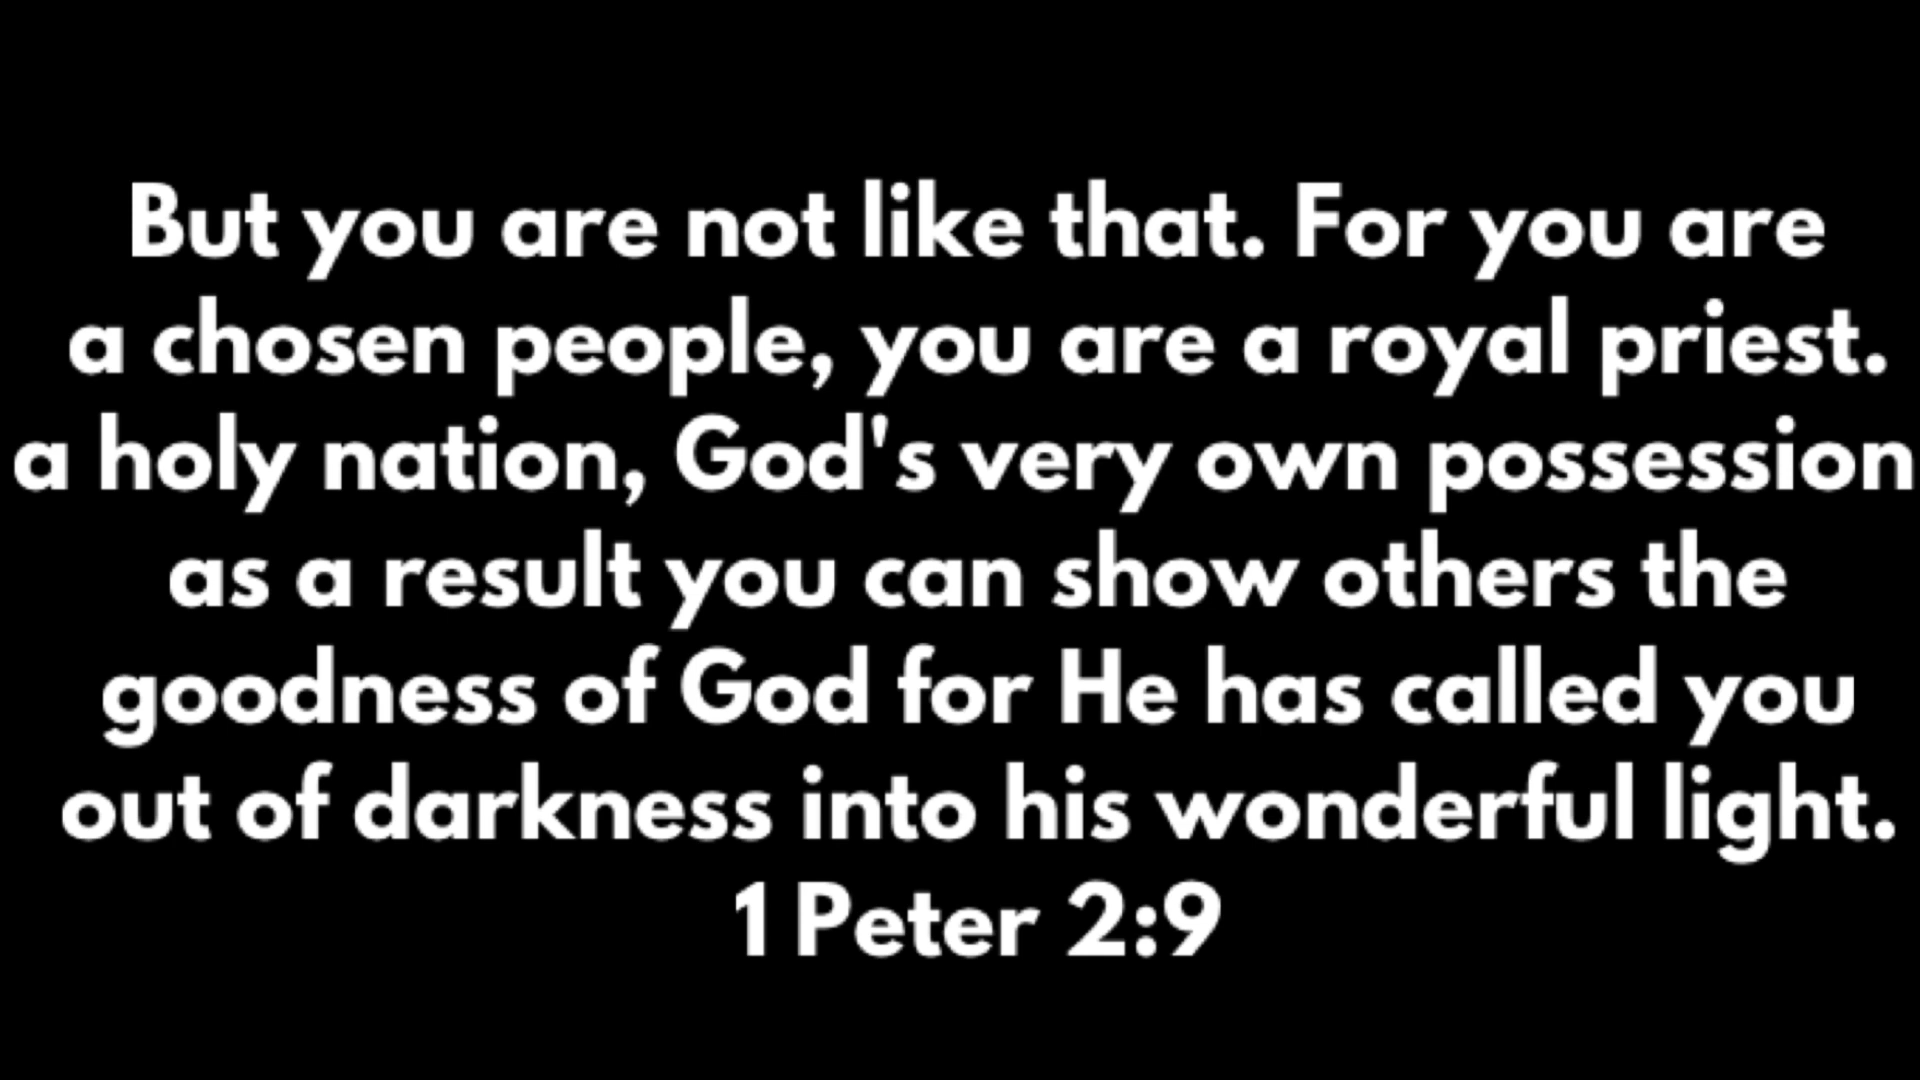 But you are not like that. For you are
a chosen people, you are a royal priest.
a holy nation, God's very own possession
as a result you can show others the
goodness of God for He has called you
out of darkness into his wonderful light.
1 Peter 2:9